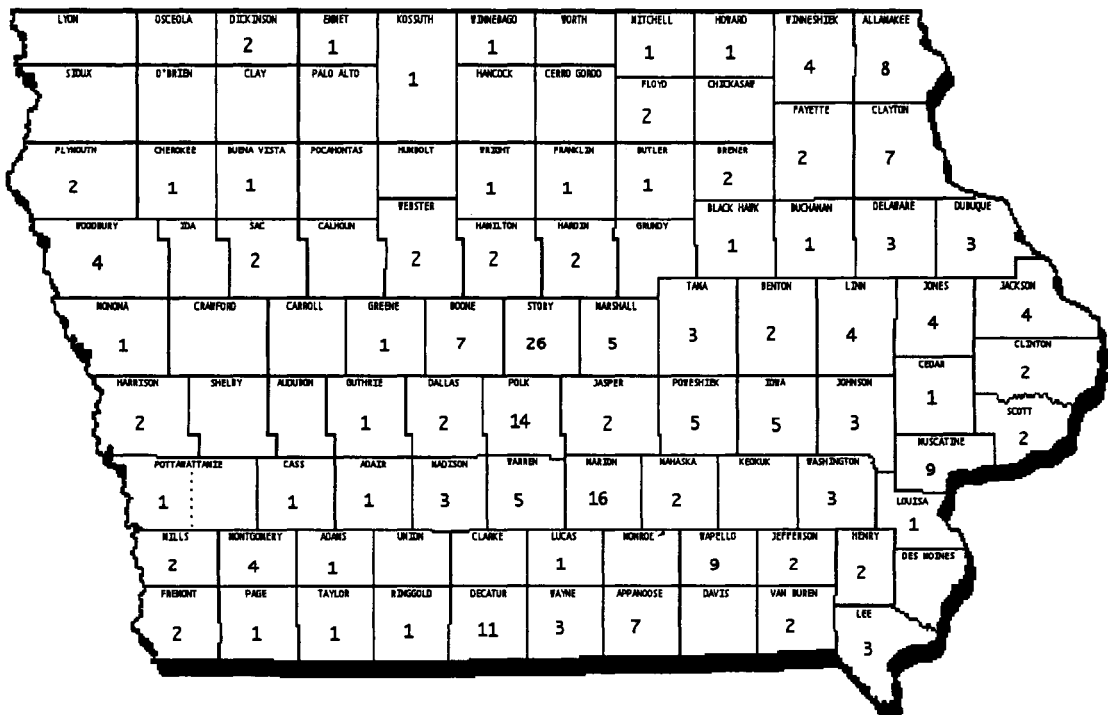 LYON OSCEOLA DICKINSON EMMET KOSSUTH WINNEBAGO WORTH MITCHELL HOWARD WINNESHIEK ALLAMAKEE
2 1 1 1 1 4 8
SIOUX O'BRIEN CLAY PALO ALTO HANCOCK CERRO GORDO FLOYD CHICKASAW
1 2
FAYETTE CLAYTON
PLYMOUTH CHEROKEE BUENA VISTA POCAHONTAS HUMBOLT WRIGHT FRANKLIN BUTLER BREMER
2 1 1 1 1 1 2 2 7
WOODBURY IDA SAC CALHOUN WEBSTER HAMILTON HARDIN GRUNDY BLACK HAWK BUCHANAN DELAWARE DUBUQUE
4 2 2 2 2 1 1 3 3
MONONA CRAWFORD CARROLL GREENE BOONE STORY MARSHALL TAMA BENTON LINN JONES JACKSON
1 1 7 26 5 3 2 4 4 4
CEDAR CLINTON
1 2
HARRISON SHELBY AUDUBON GUTHRIE DALLAS POLK JASPER POWESHIEK IOWA JOHNSON SCOTT
2 1 2 14 2 5 5 3 2
MUSCATINE
9
POTTAWATTAMIE CASS ADAIR MADISON WARREN MARION MAHASKA KEOKUK WASHINGTON LOUISA
1 1 1 3 5 16 2 3 1
MILLS MONTGOMERY ADAMS UNION CLARKE LUCAS MONROE WAPELLO JEFFERSON HENRY DES MOINES
2 4 1 1 9 2 2
FREMONT PAGE TAYLOR RINGGOLD DECATUR WAYNE APPANOOSE DAVIS VAN BUREN LEE
2 1 1 1 11 3 7 2 3